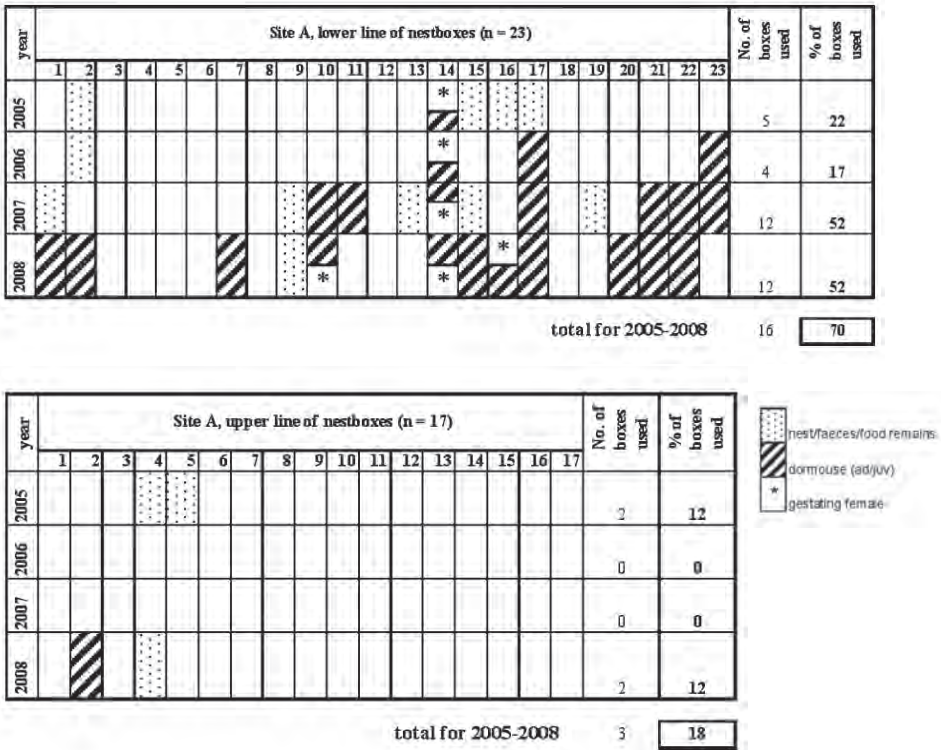 year
Site A, lower line of nestboxes (n = 23)
No. of boxes used
% of boxes used
1 2 3 4 5 6 7 8 9 10 11 12 13 14 15 16 17 18 19 20 21 22 23
2005 * 5 22
2006 * 4 17
2007 * 12 52
2008 * * * 12 52
total for 2005-2008 16 70
year
Site A, upper line of nestboxes (n = 17)
No. of boxes used
% of boxes used
1 2 3 4 5 6 7 8 9 10 11 12 13 14 15 16 17
2005 2 12
2006 0 0
2007 0 0
2008 2 12
total for 2005-2008 3 18
nest/faeces/food remains
dormouse (ad/juv)
* gestating female